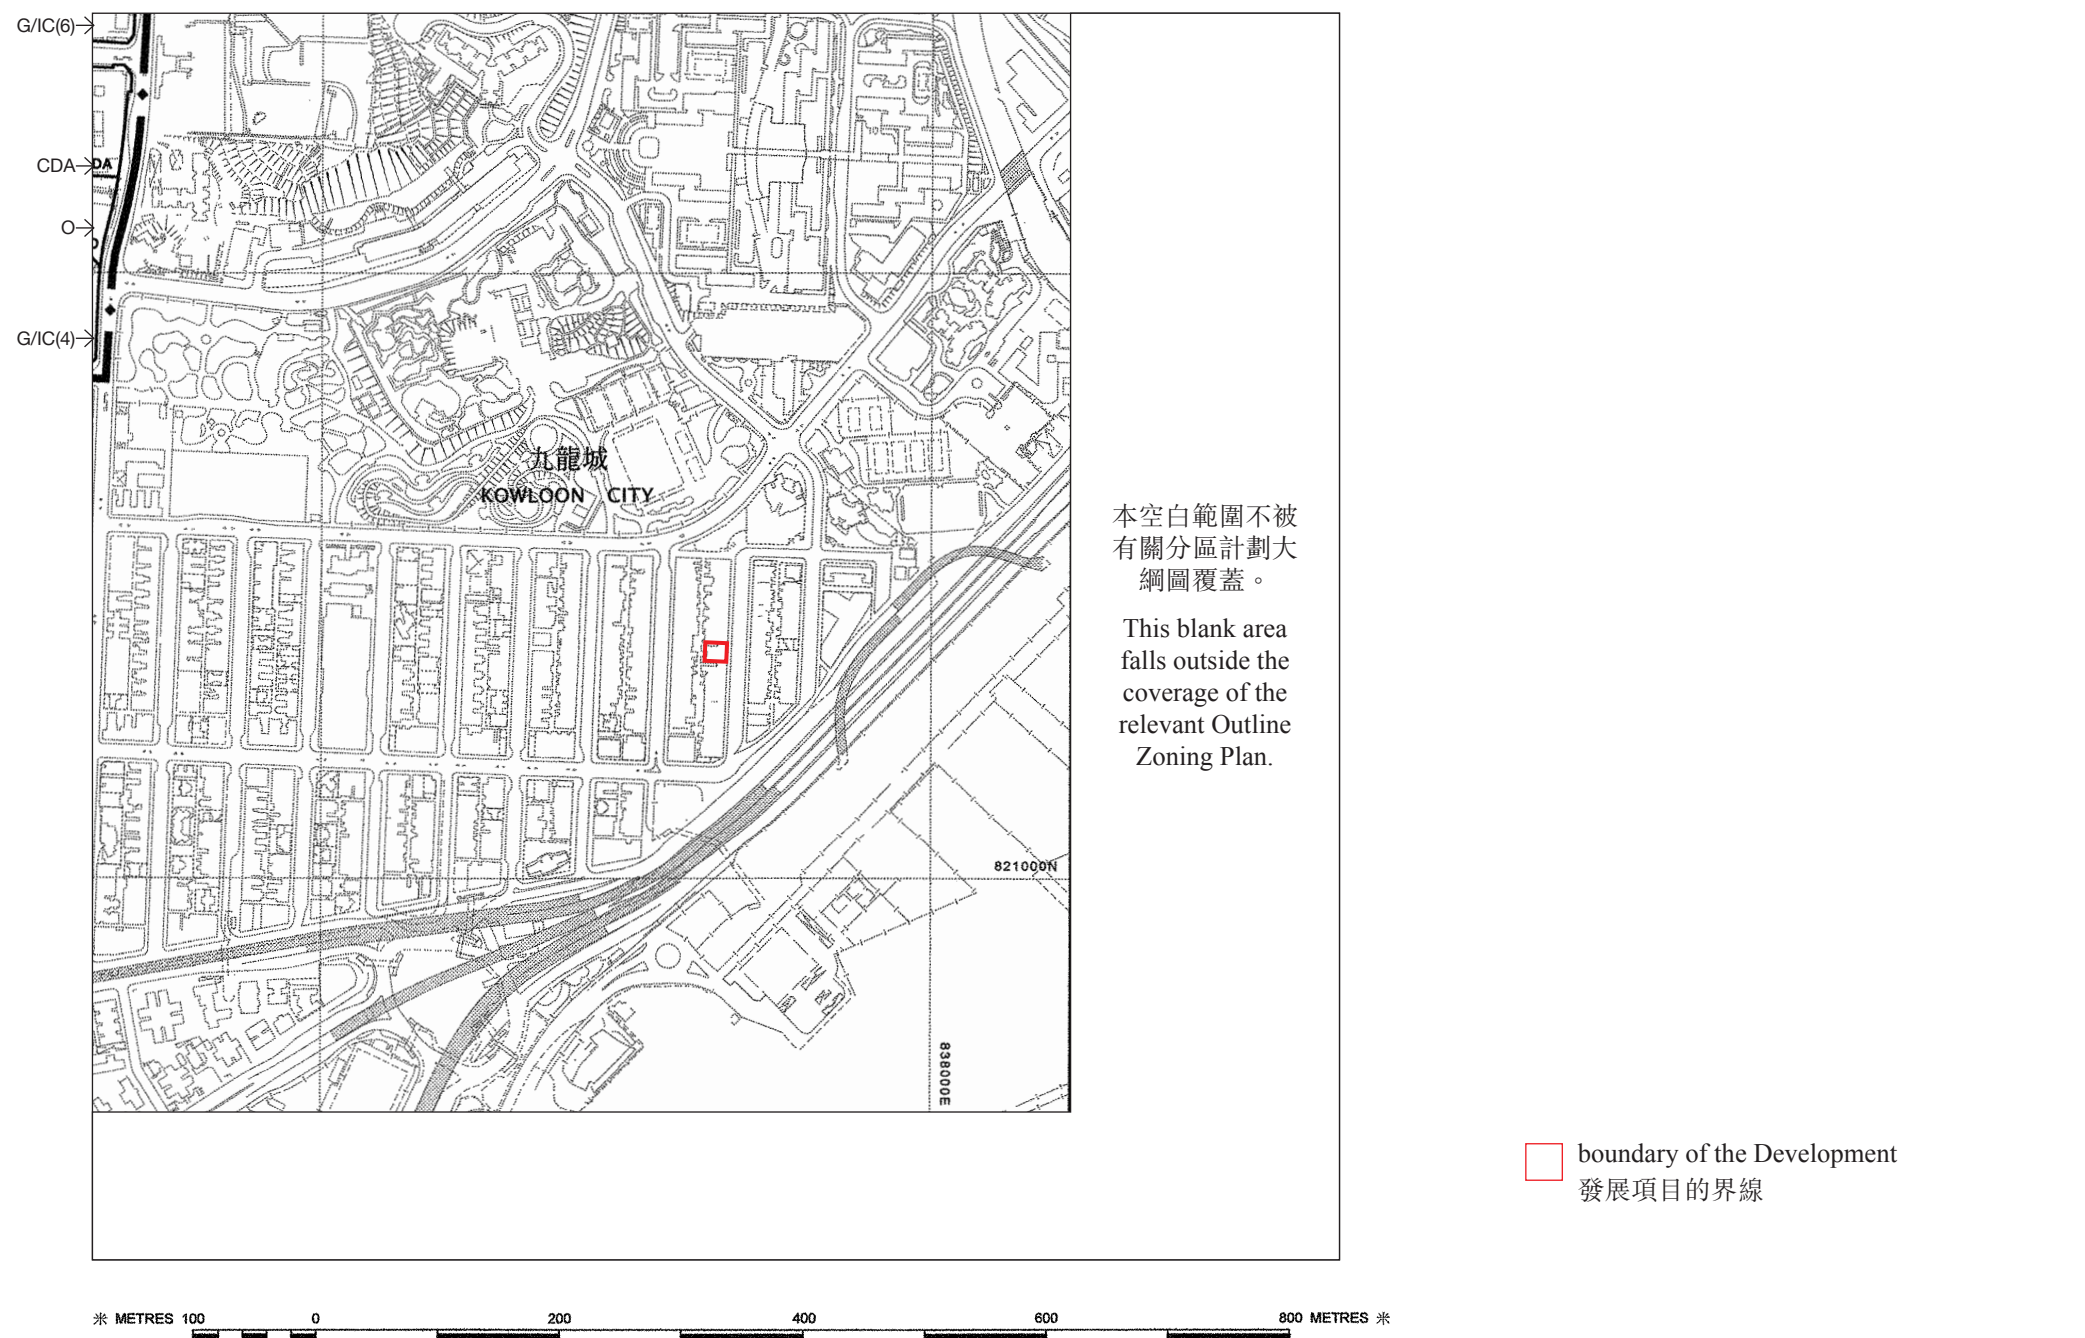 G/IC(6)
CDA
DA
O
G/IC(4)
九龍城
KOWLOON CITY
本空白範圍不被
有關分區計劃大
綱圖覆蓋。
This blank area
falls outside the
coverage of the
relevant Outline
Zoning Plan.
821000N
838000E
boundary of the Development
發展項目的界線
METRES 100 0 200 400 600 800 METRES